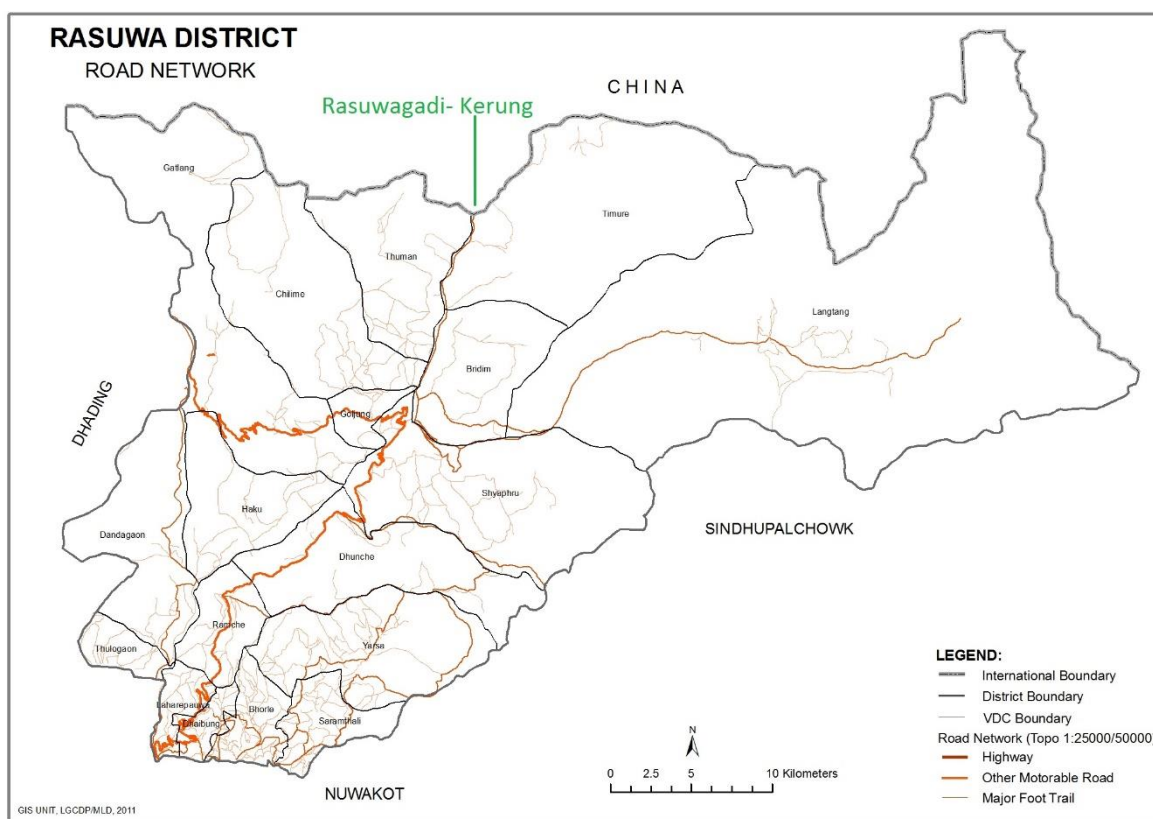 RASUWA DISTRICT
ROAD NETWORK
CHINA
Rasuwagadi- Kerung
Gatlang
Timure
Thuman
Chilime
Langtang
Bridim
Goljung
DHADING
Shyaphru
Haku
SINDHUPALCHOWK
Dandagaon
Dhunche
Ramche
Yarsa
Thulogaon
Laharepauwa
Bhorle
Saramthali
Dhaibung
NUWAKOT
LEGEND:
International Boundary
District Boundary
VDC Boundary
Road Network (Topo 1:25000/50000)
Highway
Other Motorable Road
Major Foot Trail
N
0 2.5 5 10 Kilometers
GIS UNIT, LGCDP/MLD, 2011